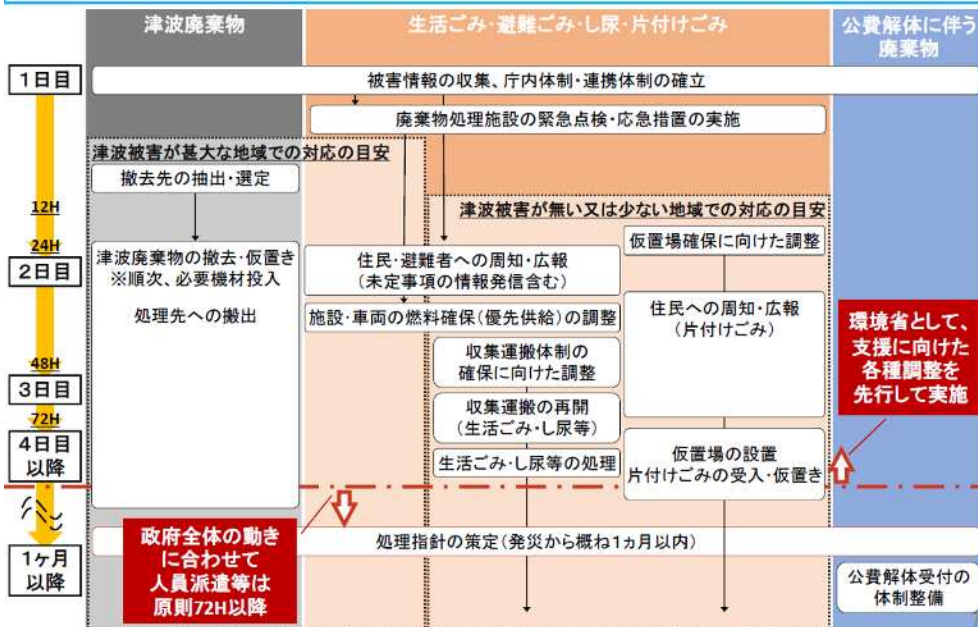 津波廃棄物
生活ごみ・避難ごみ・し尿・片付けごみ
公費解体に伴う
廃棄物
1日目
被害情報の収集、庁内体制・連携体制の確立
廃棄物処理施設の緊急点検・応急措置の実施
津波被害が甚大な地域での対応の目安
撤去先の抽出・選定
12H
津波被害が無い又は少ない地域での対応の目安
24H
2日目
津波廃棄物の撤去・仮置き
※順次、必要機材投入
処理先への搬出
住民・避難者への周知・広報
(未定事項の情報発信含む)
仮置場確保に向けた調整
施設・車両の燃料確保(優先供給)の調整
住民への周知・広報
(片付けごみ)
環境省として、
支援に向けた
各種調整を
先行して実施
48H
3日目
収集運搬体制の
確保に向けた調整
収集運搬の再開
(生活ごみ・し尿等)
72H
4日目
以降
生活ごみ・し尿等の処理
仮置場の設置
片付けごみの受入・仮置き
政府全体の動き
に合わせて
人員派遣等は
原則72H以降
処理指針の策定(発災から概ね1ヵ月以内)
1ヶ月
以降
公費解体受付の
体制整備